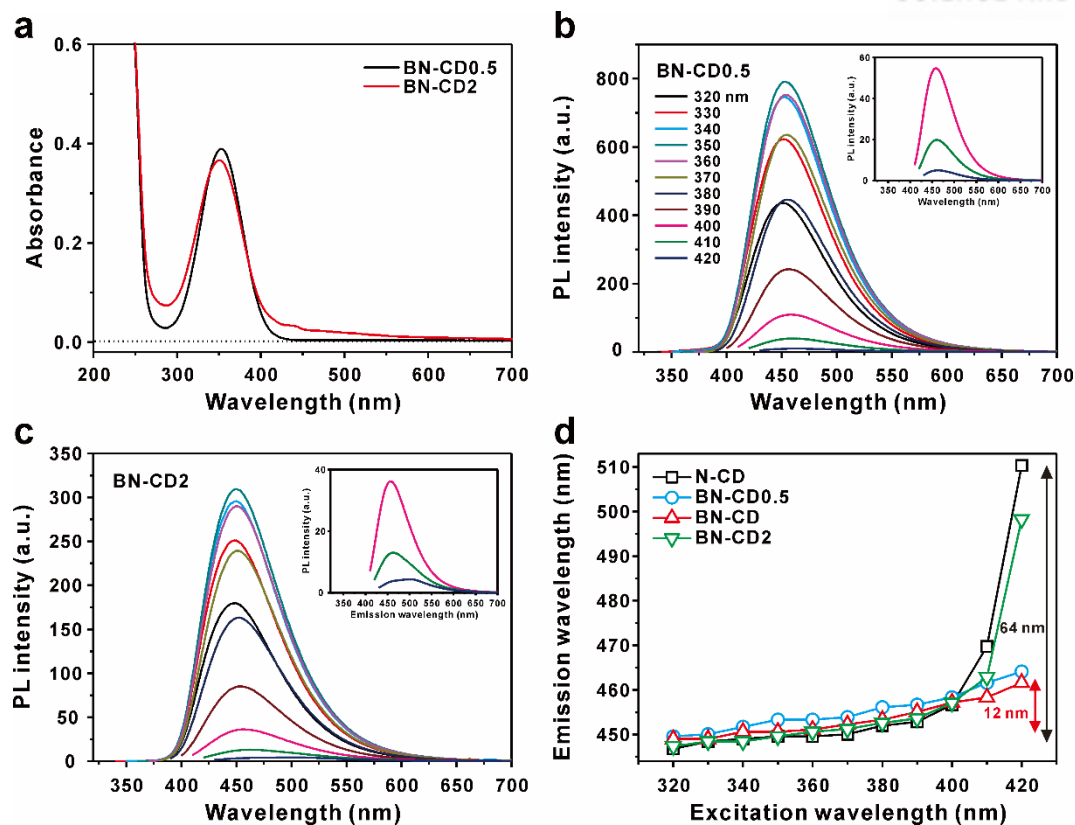 a
0.6
0.4
0.2
0.0
Absorbance
BN-CD0.5
BN-CD2
200 300 400 500 600 700
Wavelength (nm)
b
BN-CD0.5
320 nm
330
340
350
360
370
380
390
400
410
420
800
600
400
200
0
PL intensity (a.u.)
350 400 450 500 550 600 650 700
Wavelength (nm)
60
40
20
0
PL intensity (a.u.)
350 400 450 500 550 600 650 700
Wavelength (nm)
c
BN-CD2
350
300
250
200
150
100
50
0
PL intensity (a.u.)
350 400 450 500 550 600 650 700
Wavelength (nm)
40
20
0
PL intensity (a.u.)
350 400 450 500 550 600 650 700
Emission wavelength (nm)
d
N-CD
BN-CD0.5
BN-CD
BN-CD2
510
500
490
480
470
460
450
Emission wavelength (nm)
64 nm
12 nm
320 340 360 380 400 420
Excitation wavelength (nm)